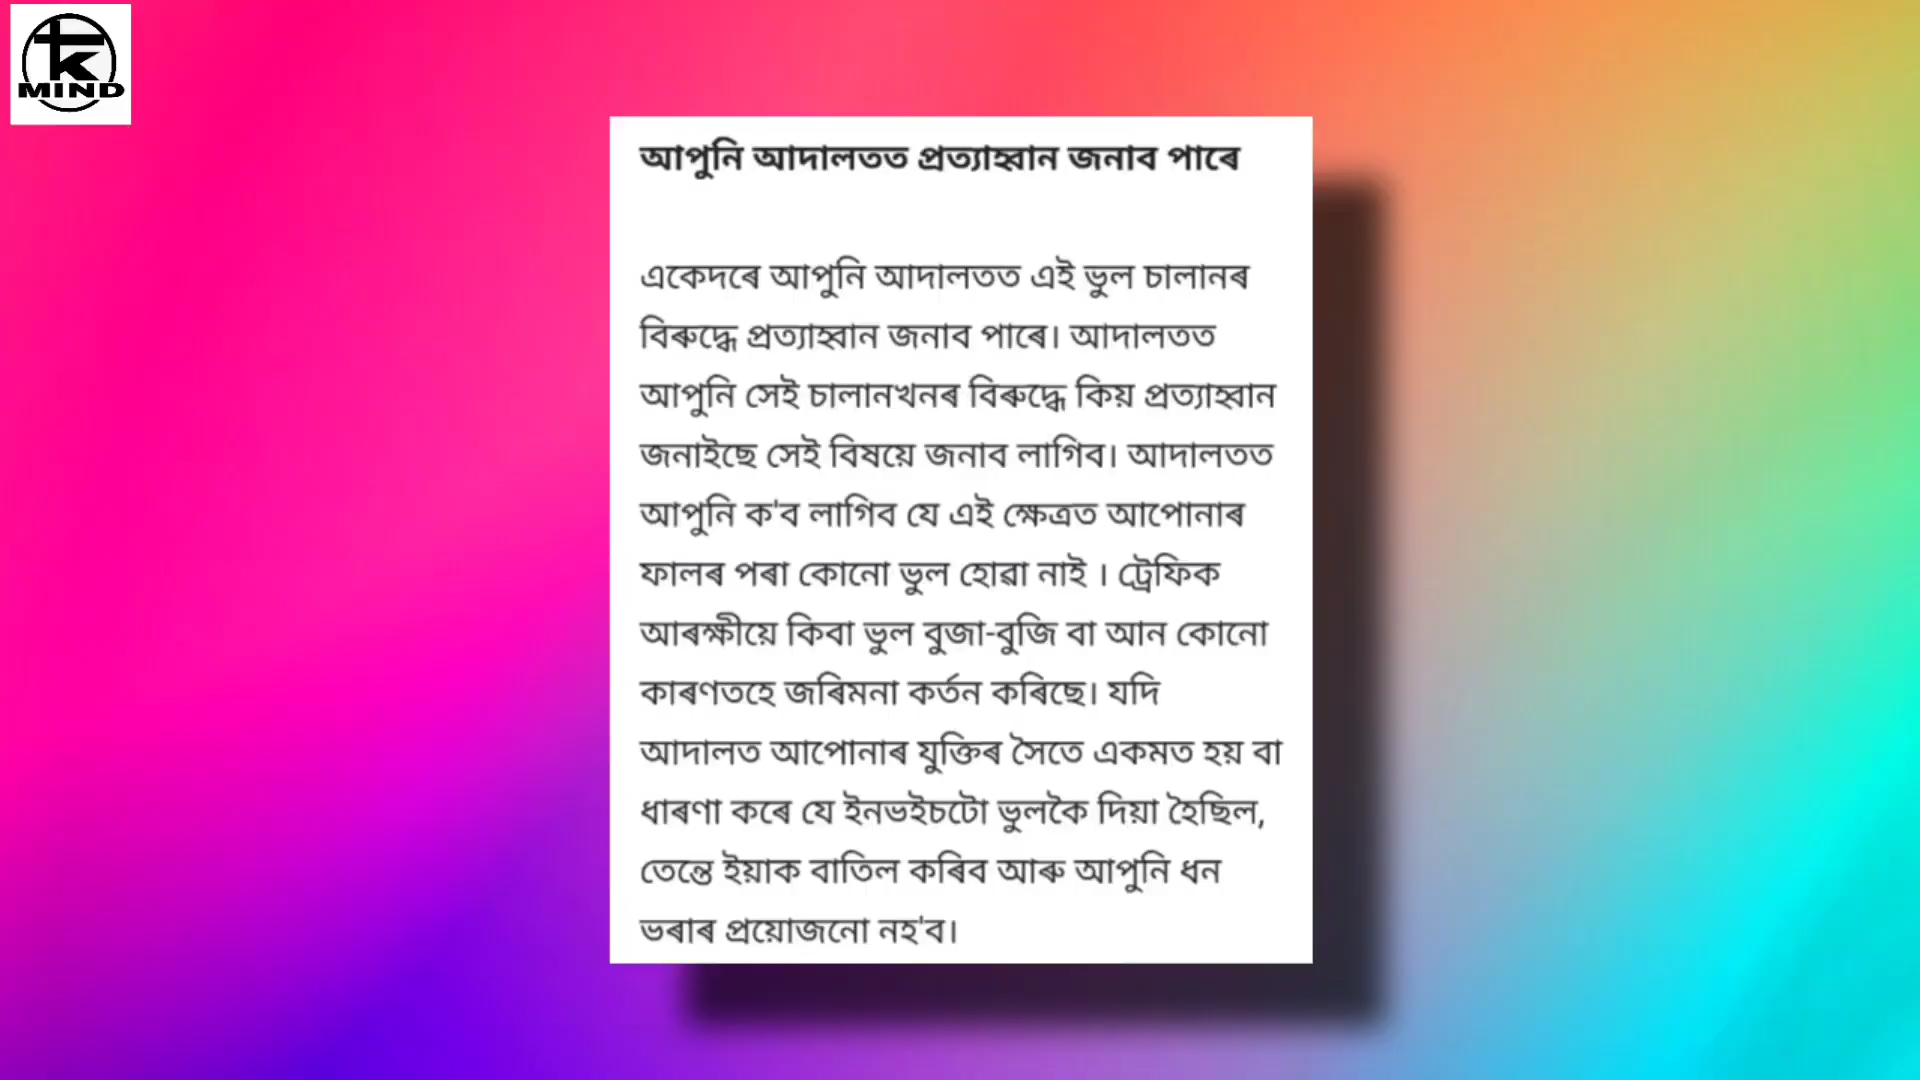 k
MIND
আপুনি আদালতত প্ৰত্যাহ্বান জনাব পাৰে
একেদৰে আপুনি আদালতত এই ভুল চালানৰ
বিৰুদ্ধে প্ৰত্যাহ্বান জনাব পাৰে। আদালতত
আপুনি সেই চালানখনৰ বিৰুদ্ধে কিয় প্ৰত্যাহ্বান
জনাইছে সেই বিষয়ে জনাব লাগিব। আদালতত
আপুনি ক'ব লাগিব যে এই ক্ষেত্ৰত আপোনাৰ
ফালৰ পৰা কোনো ভুল হোৱা নাই । ট্ৰেফিক
আৰক্ষীয়ে কিবা ভুল বুজা-বুজি বা আন কোনো
কাৰণতহে জৰিমনা কৰ্তন কৰিছে। যদি
আদালত আপোনাৰ যুক্তিৰ সৈতে একমত হয় বা
ধাৰণা কৰে যে ইনভইচটো ভুলকৈ দিয়া হৈছিল,
তেন্তে ইয়াক বাতিল কৰিব আৰু আপুনি ধন
ভৰাৰ প্ৰয়োজনো নহ'ব।